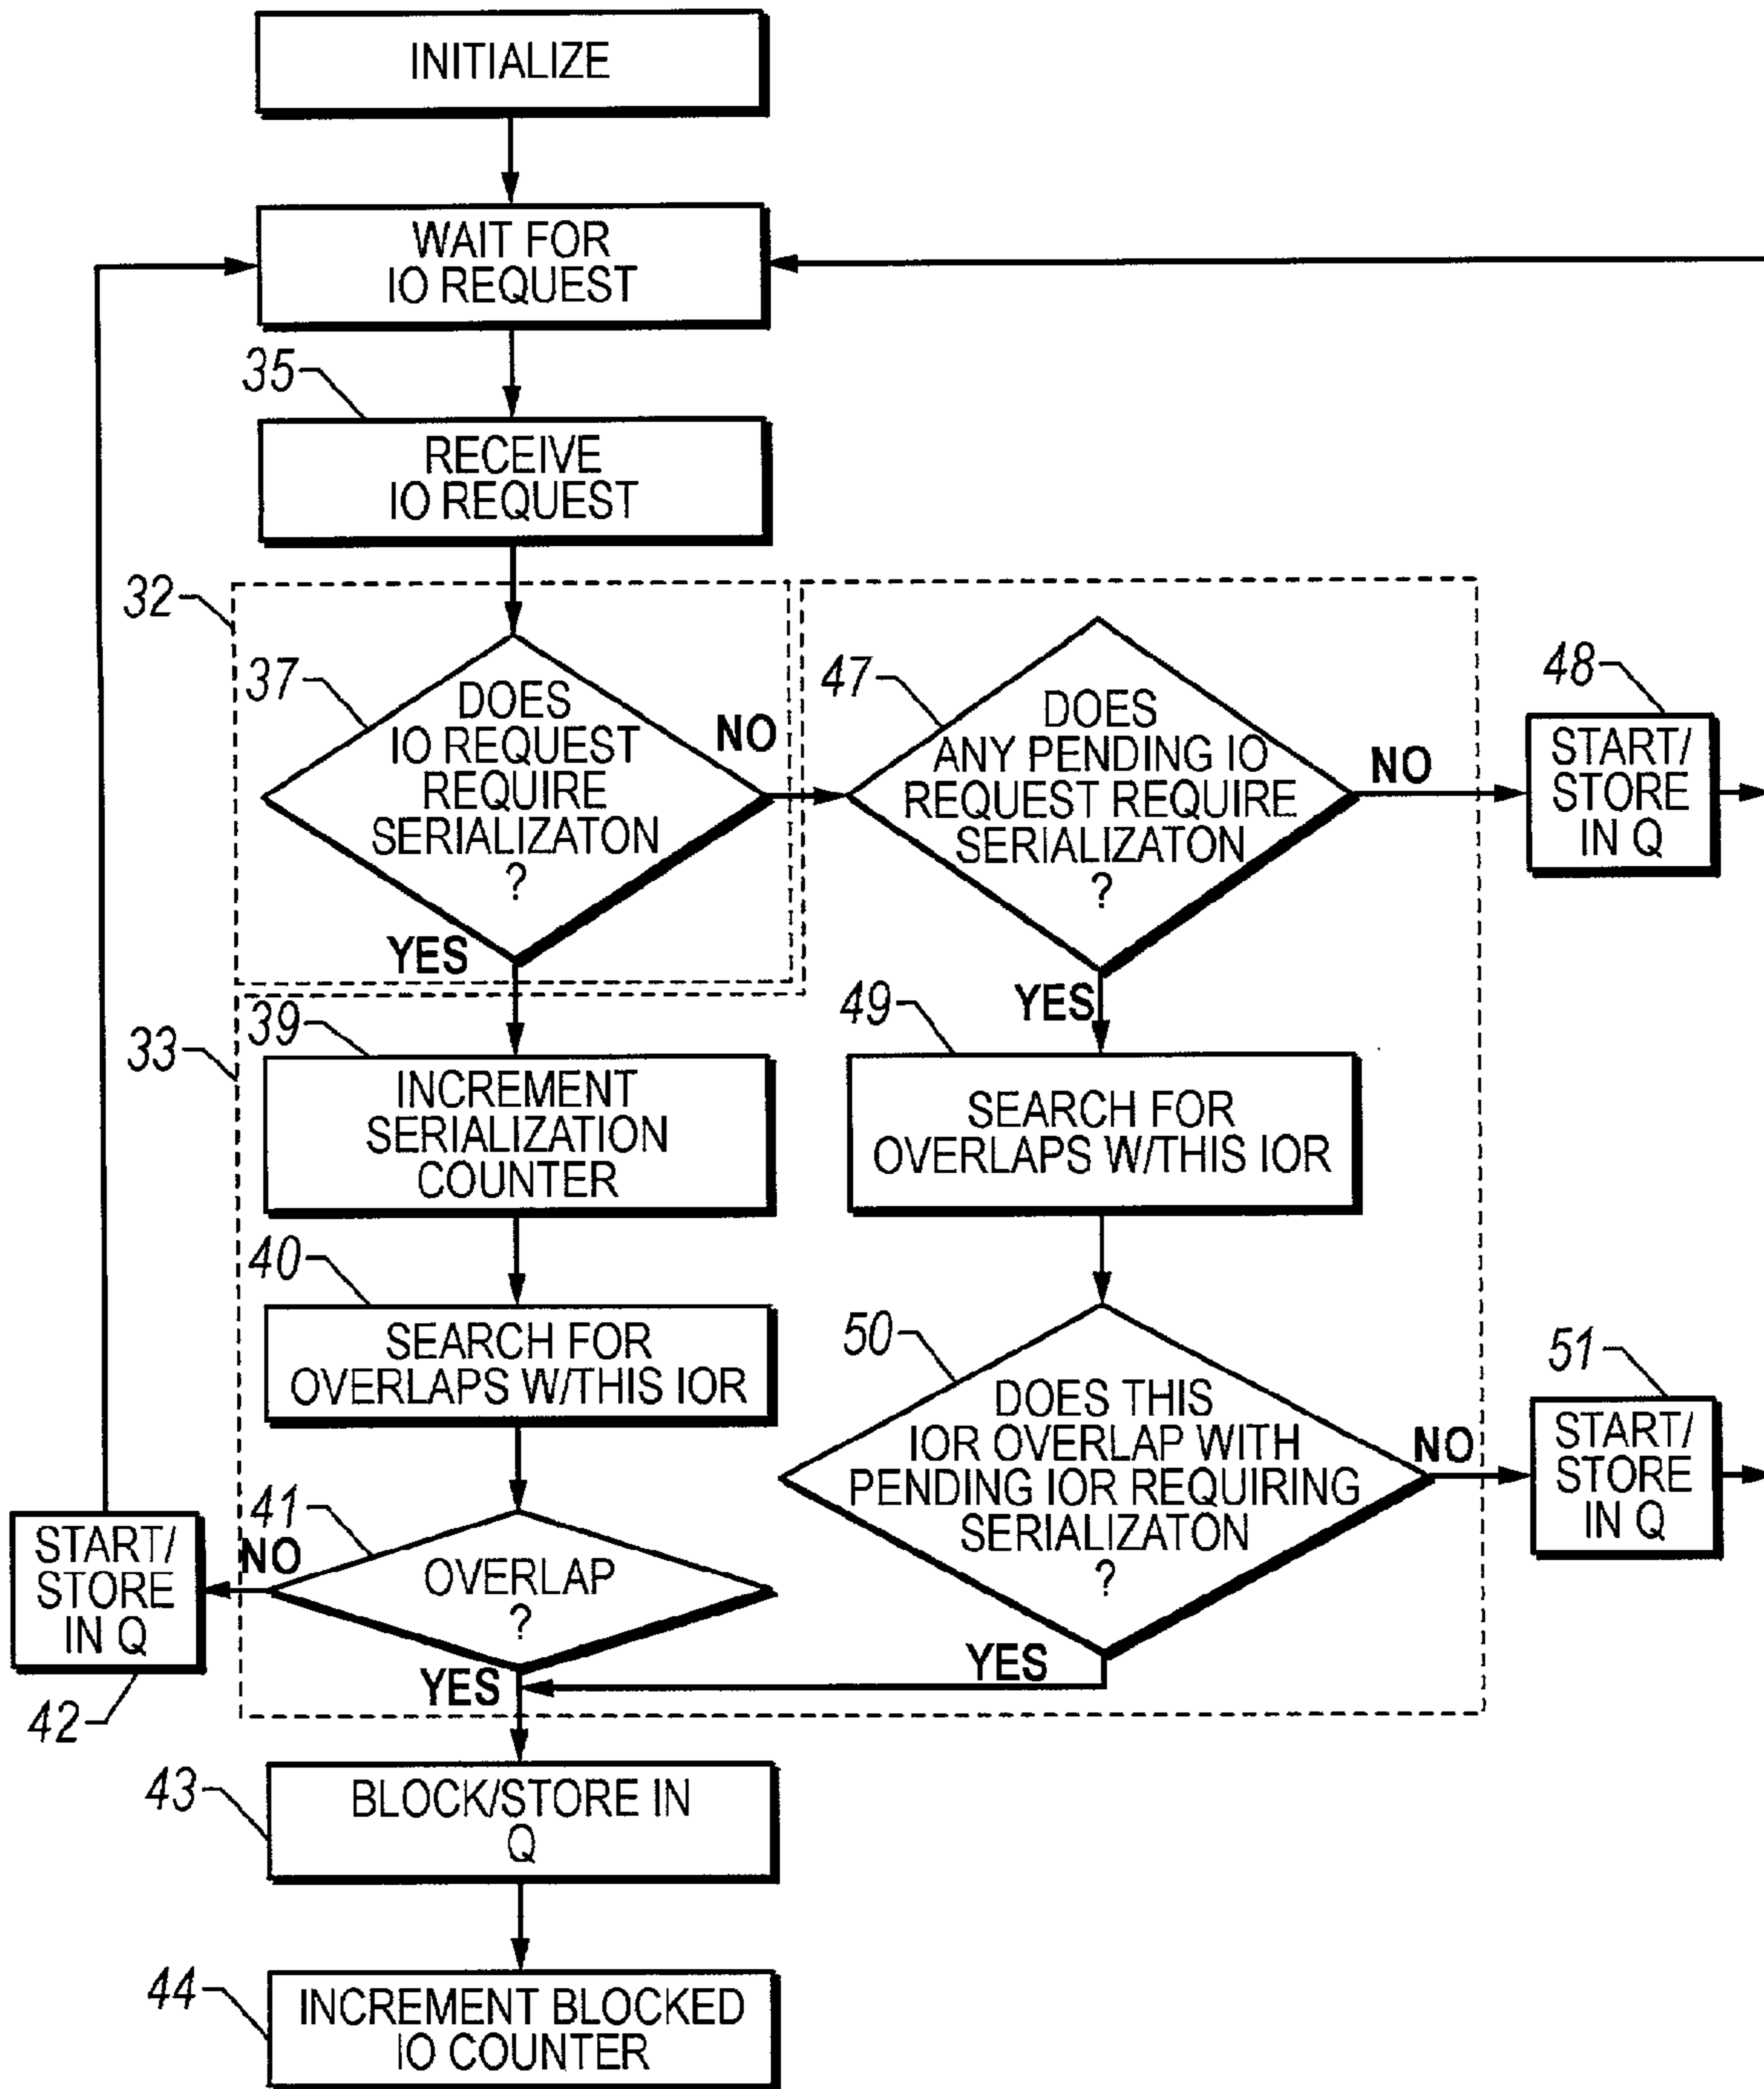 INITIALIZE
WAIT FOR
IO REQUEST
35
RECEIVE
IO REQUEST
32
37
DOES
IO REQUEST
REQUIRE
SERIALIZATON
?
NO
YES
47
DOES
ANY PENDING IO
REQUEST REQUIRE
SERIALIZATON
?
NO
YES
48
START/
STORE
IN Q
33
39
INCREMENT
SERIALIZATION
COUNTER
49
SEARCH FOR
OVERLAPS W/THIS IOR
40
SEARCH FOR
OVERLAPS W/THIS IOR
50
DOES THIS
IOR OVERLAP WITH
PENDING IOR REQUIRING
SERIALIZATON
?
NO
YES
51
START/
STORE
IN Q
41
OVERLAP
?
NO
YES
START/
STORE
IN Q
42
43
BLOCK/STORE IN
Q
44
INCREMENT BLOCKED
IO COUNTER